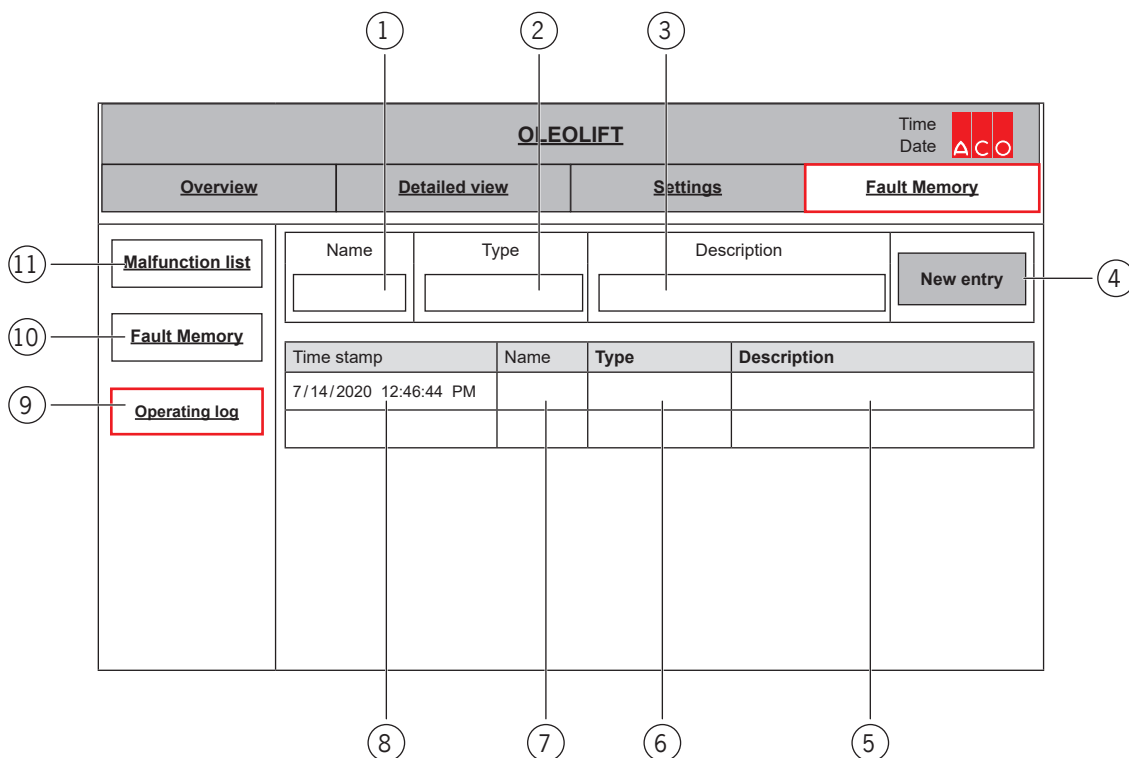 1 2 3
OLEOLIFT
Time
Date
ACO
Overview Detailed view Settings Fault Memory
11 Malfunction list
Name Type Description
New entry 4
10 Fault Memory
Time stamp Name Type Description
7/14/2020 12:46:44 PM
9 Operating log
8 7 6 5